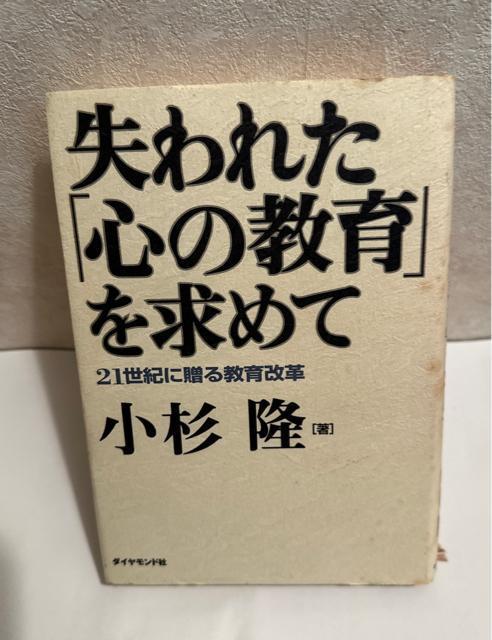 失われた
「心の教育」
を求めて
21世紀に贈る教育改革
小杉 隆[著]
ダイヤモンド社